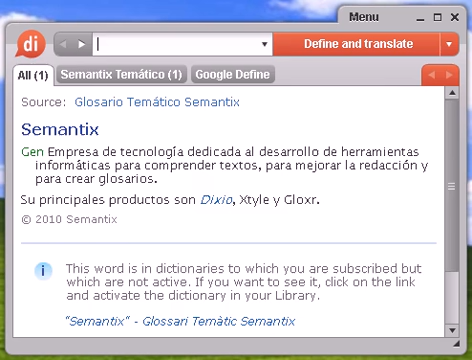 Menu
di
Define and translate
All (1)
Semantix Temático (1)
Google Define
Source: Glosario Temático Semantix
Semantix
Gen Empresa de tecnología dedicada al desarrollo de herramientas
informáticas para comprender textos, para mejorar la redacción y
para crear glosarios.
Su principales productos son Dixio, Xtyle y Gloxr.
© 2010 Semantix
i
This word is in dictionaries to which you are subscribed but
which are not active. If you want to see it, click on the link
and activate the dictionary in your Library.
"Semantix" - Glossari Temàtic Semantix